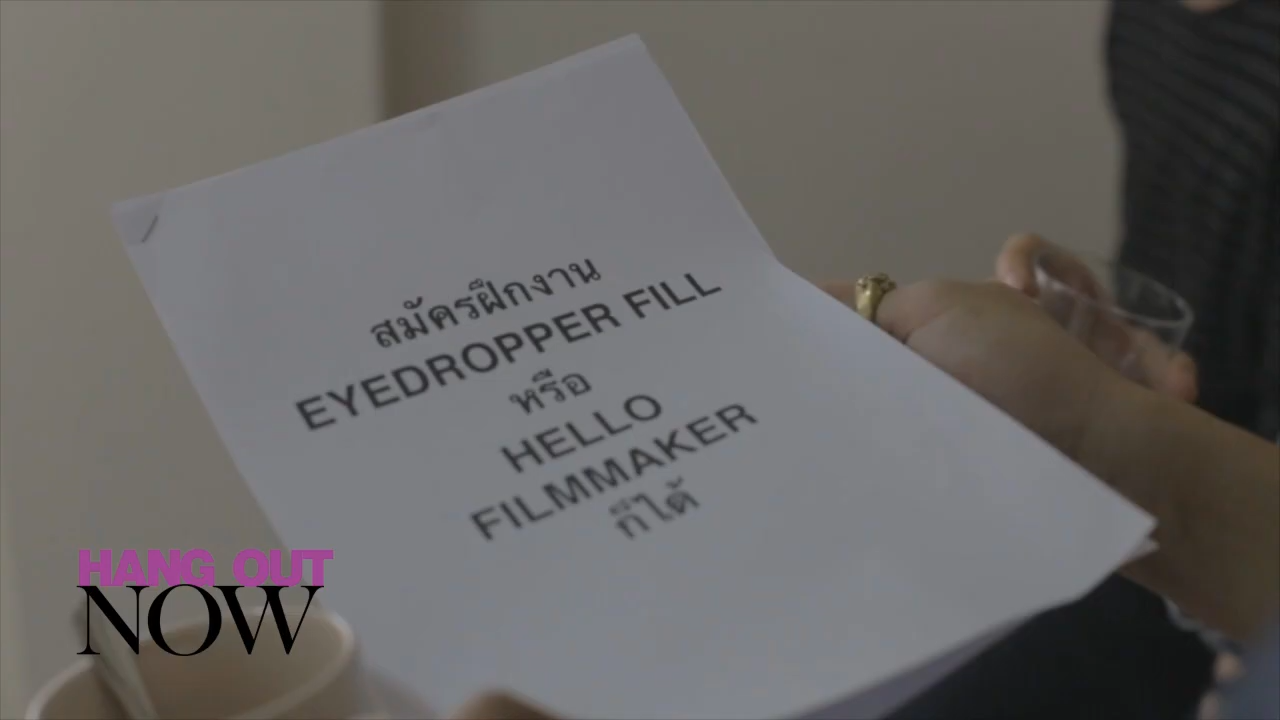 สมัครฝึกงาน
EYEDROPPER FILL
หรือ
HELLO
FILMMAKER
ก็ได้
HANG OUT
NOW